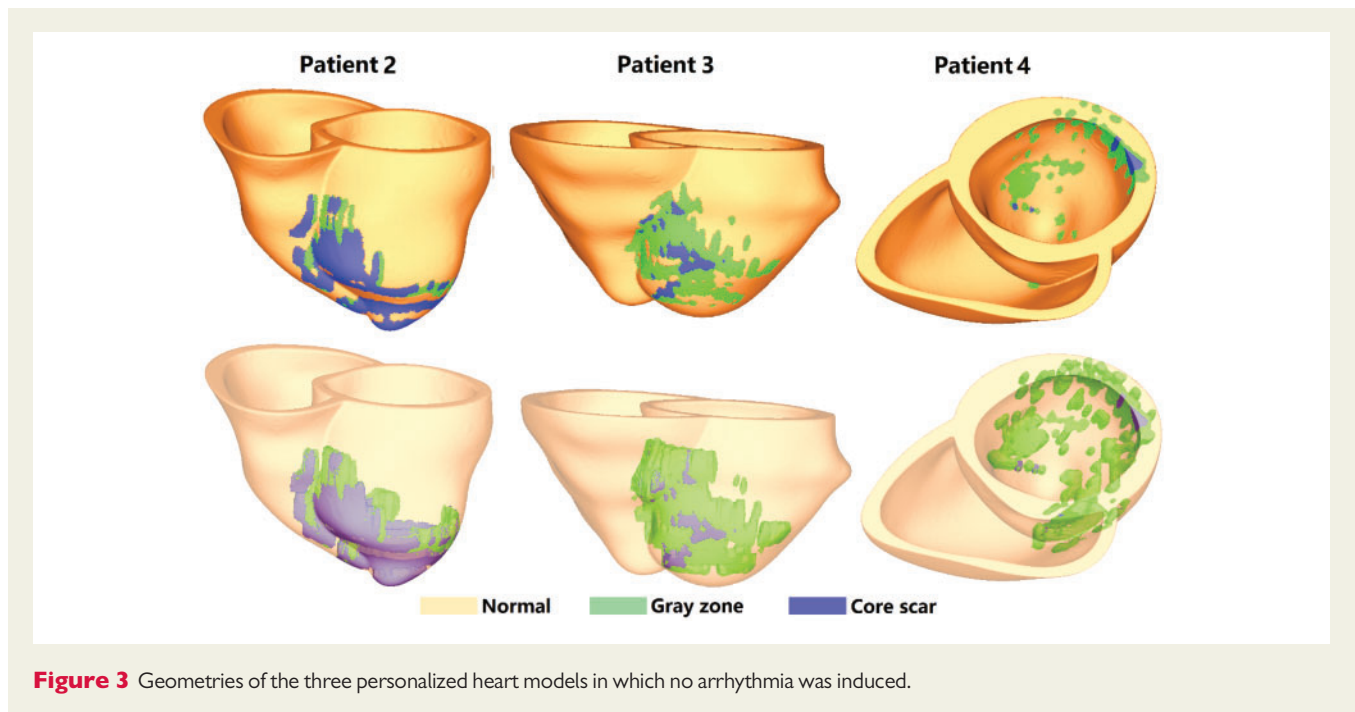 Patient 2 Patient 3 Patient 4
Normal Gray zone Core scar
Figure 3 Geometries of the three personalized heart models in which no arrhythmia was induced.